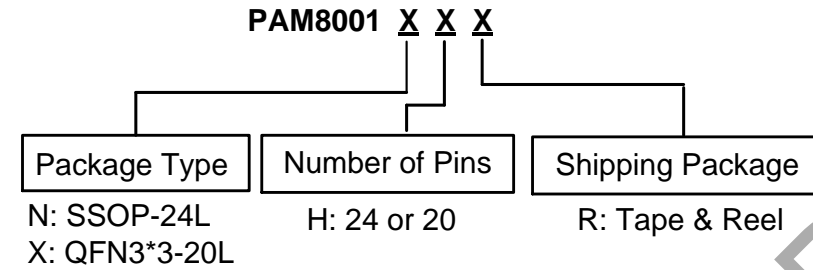 PAM8001 X X X
Package Type
Number of Pins
Shipping Package
N: SSOP-24L
H: 24 or 20
R: Tape & Reel
X: QFN3*3-20L